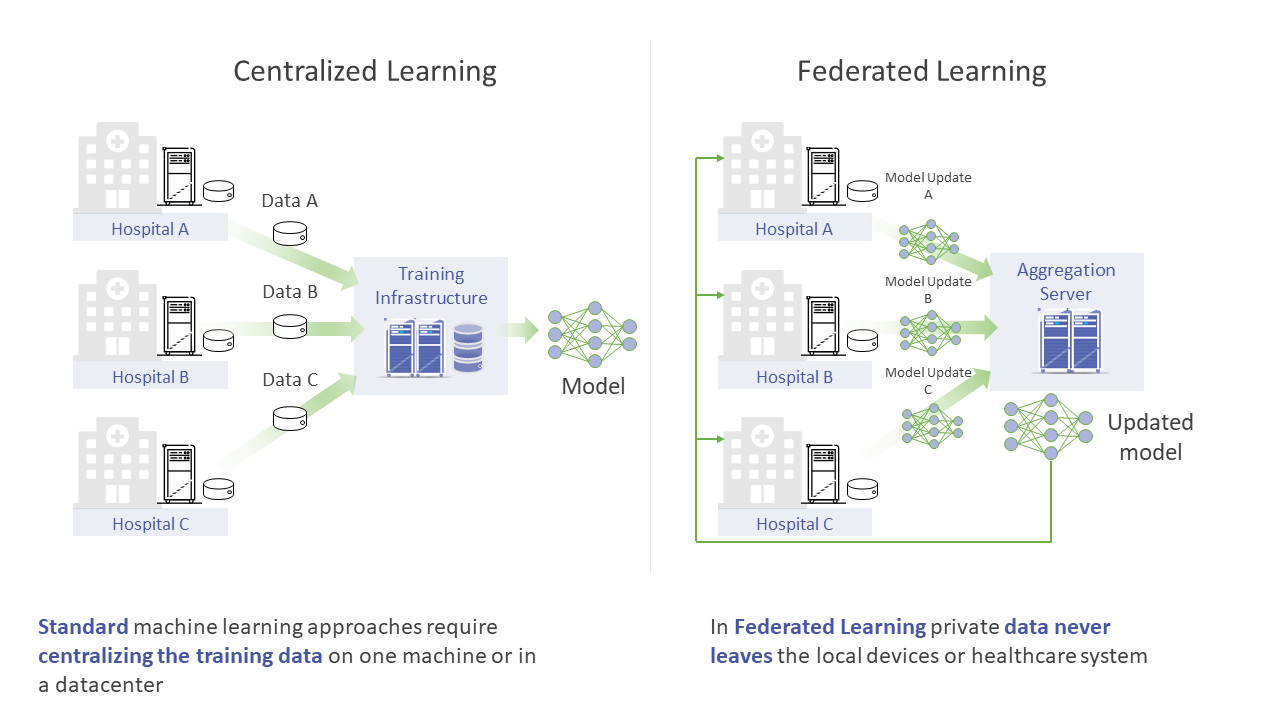 Centralized Learning
Hospital A
Data A
Hospital B
Data B
Hospital C
Data C
Training
Infrastructure
Model
Standard machine learning approaches require
centralizing the training data on one machine or in
a datacenter
Federated Learning
Hospital A
Model Update
A
Hospital B
Model Update
B
Hospital C
Model Update
C
Aggregation
Server
Updated
model
In Federated Learning private data never
leaves the local devices or healthcare system